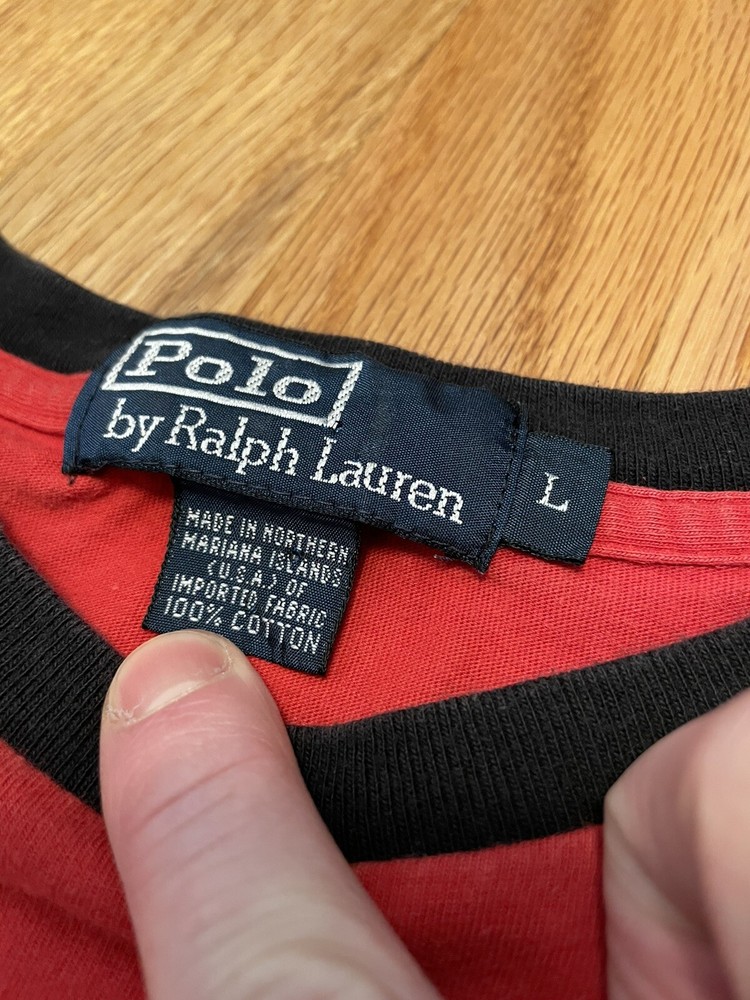 Polo
by Ralph Lauren
L
MADE IN NORTHERN
MARIANA ISLANDS
(U.S.A.) OF
IMPORTED FABRIC
100% COTTON